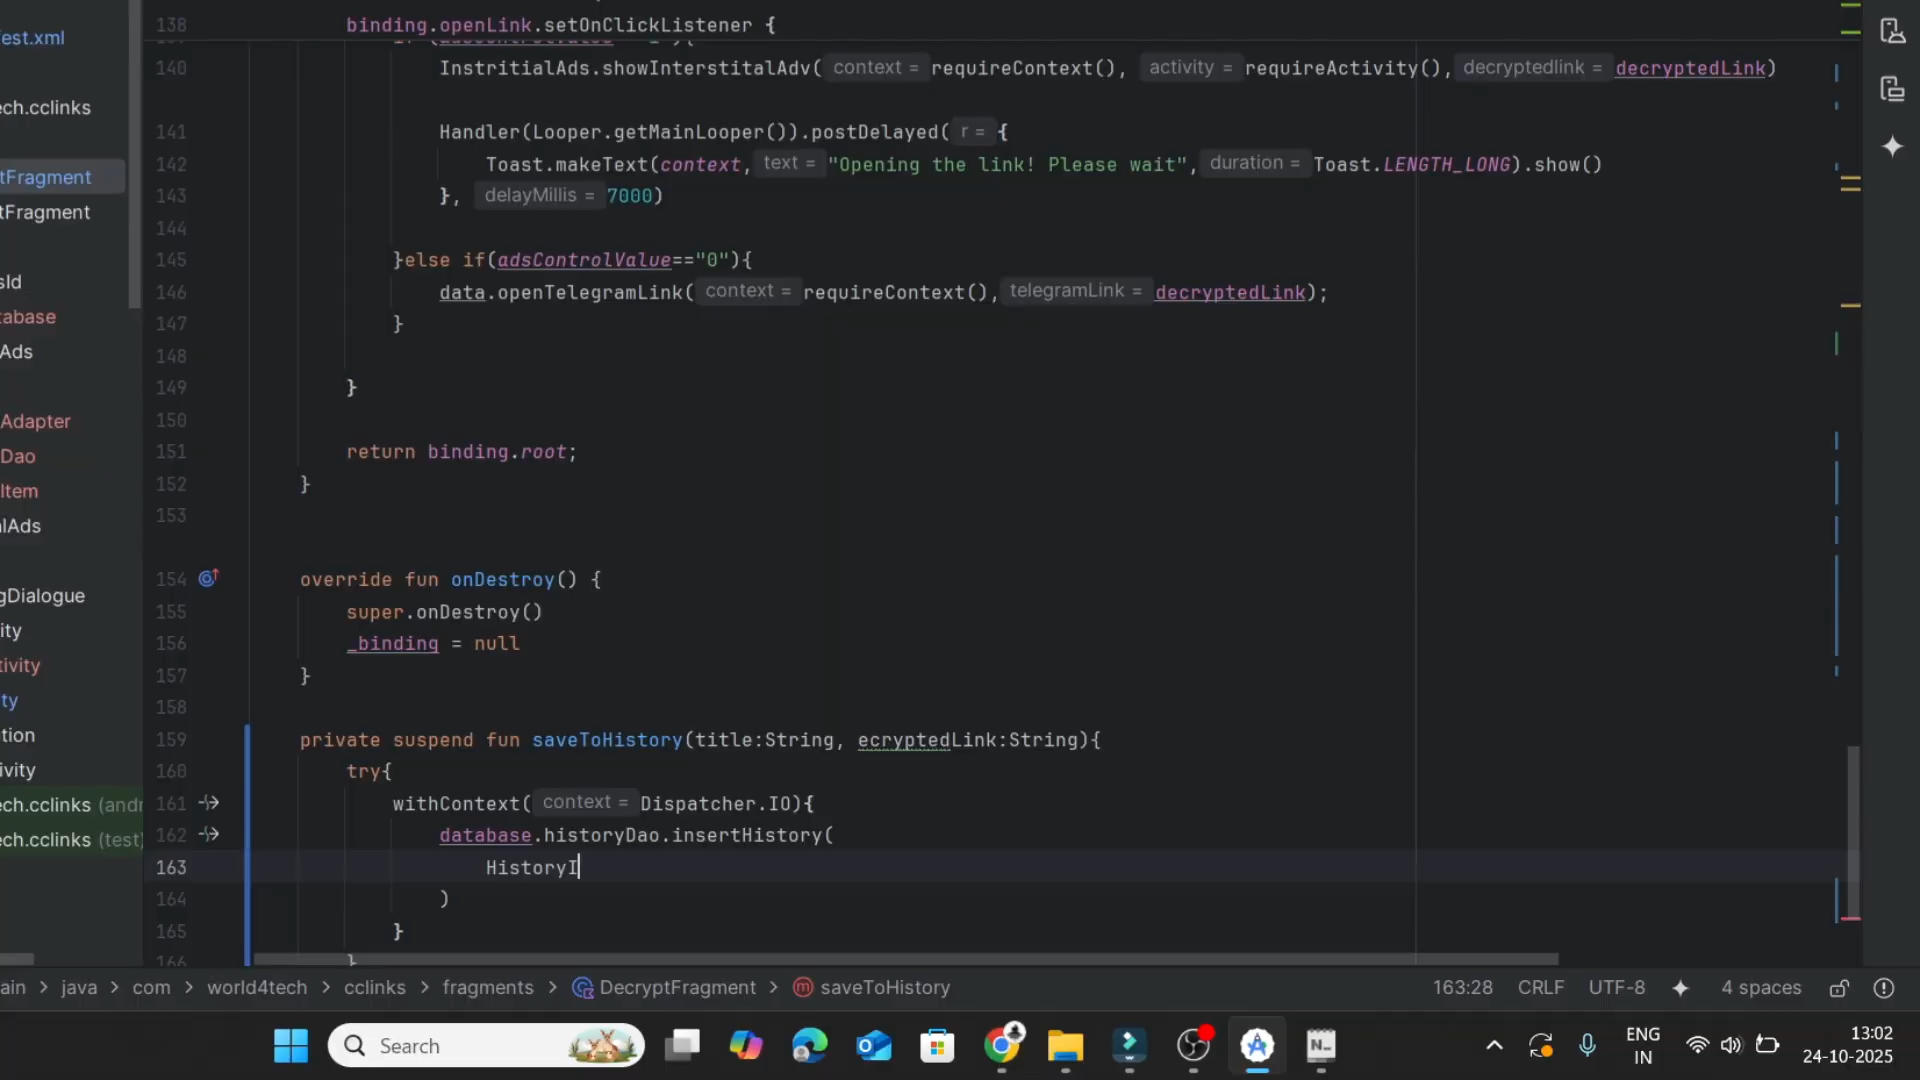 138 binding.openLink.setOnClickListener {
est.xml
140 InstritialAds.showInterstitalAdv( context = requireContext(), activity = requireActivity(), decryptedlink = decryptedLink)
ech.cclinks
141 Handler(Looper.getMainLooper()).postDelayed( r = {
142 Toast.makeText(context, text = "Opening the link! Please wait", duration = Toast.LENGTH_LONG).show()
tFragment
143 }, delayMillis = 7000)
tFragment
144
145 }else if(adsControlValue=="0"){
sId
146 data.openTelegramLink( context = requireContext(), telegramLink = decryptedLink);
tabase
147 }
Ads
148
149 }
150
Adapter
151 return binding.root;
Dao
152 }
Item
153
lAds
154 override fun onDestroy() {
gDialogue
155 super.onDestroy()
ity
156 _binding = null
tivity
157 }
ty
158
tion
159 private suspend fun saveToHistory(title:String, ecryptedLink:String){
ivity
160 try{
161 withContext( context = Dispatcher.IO){
ech.cclinks (andr
162 database.historyDao.insertHistory(
ech.cclinks (test)
163 HistoryI
164 )
165 }
166 }
ain > java > com > world4tech > cclinks > fragments > DecryptFragment > saveToHistory
163:28 CRLF UTF-8 4 spaces
Search
ENG
IN
13:02
24-10-2025